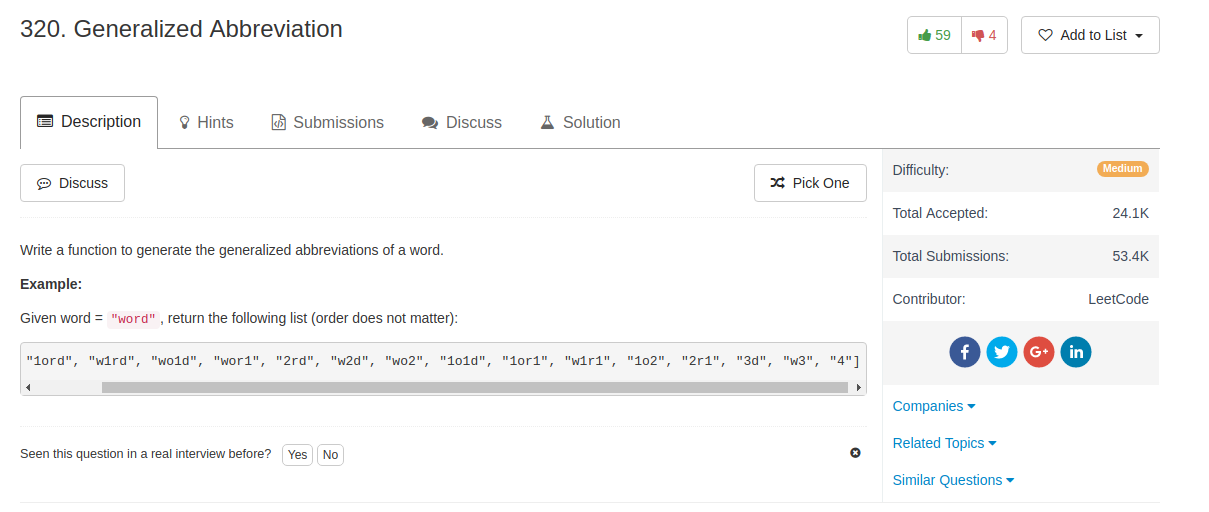 320. Generalized Abbreviation
59
4
Add to List
Description
Hints
Submissions
Discuss
Solution
Discuss
Pick One
Difficulty:
Medium
Total Accepted:
24.1K
Total Submissions:
53.4K
Contributor:
LeetCode
Write a function to generate the generalized abbreviations of a word.
Example:
Given word = "word", return the following list (order does not matter):
"1ord", "w1rd", "wo1d", "wor1", "2rd", "w2d", "wo2", "1o1d", "1or1", "w1r1", "1o2", "2r1", "3d", "w3", "4"]
f
G+
in
Companies
Related Topics
Similar Questions
Seen this question in a real interview before?
Yes
No